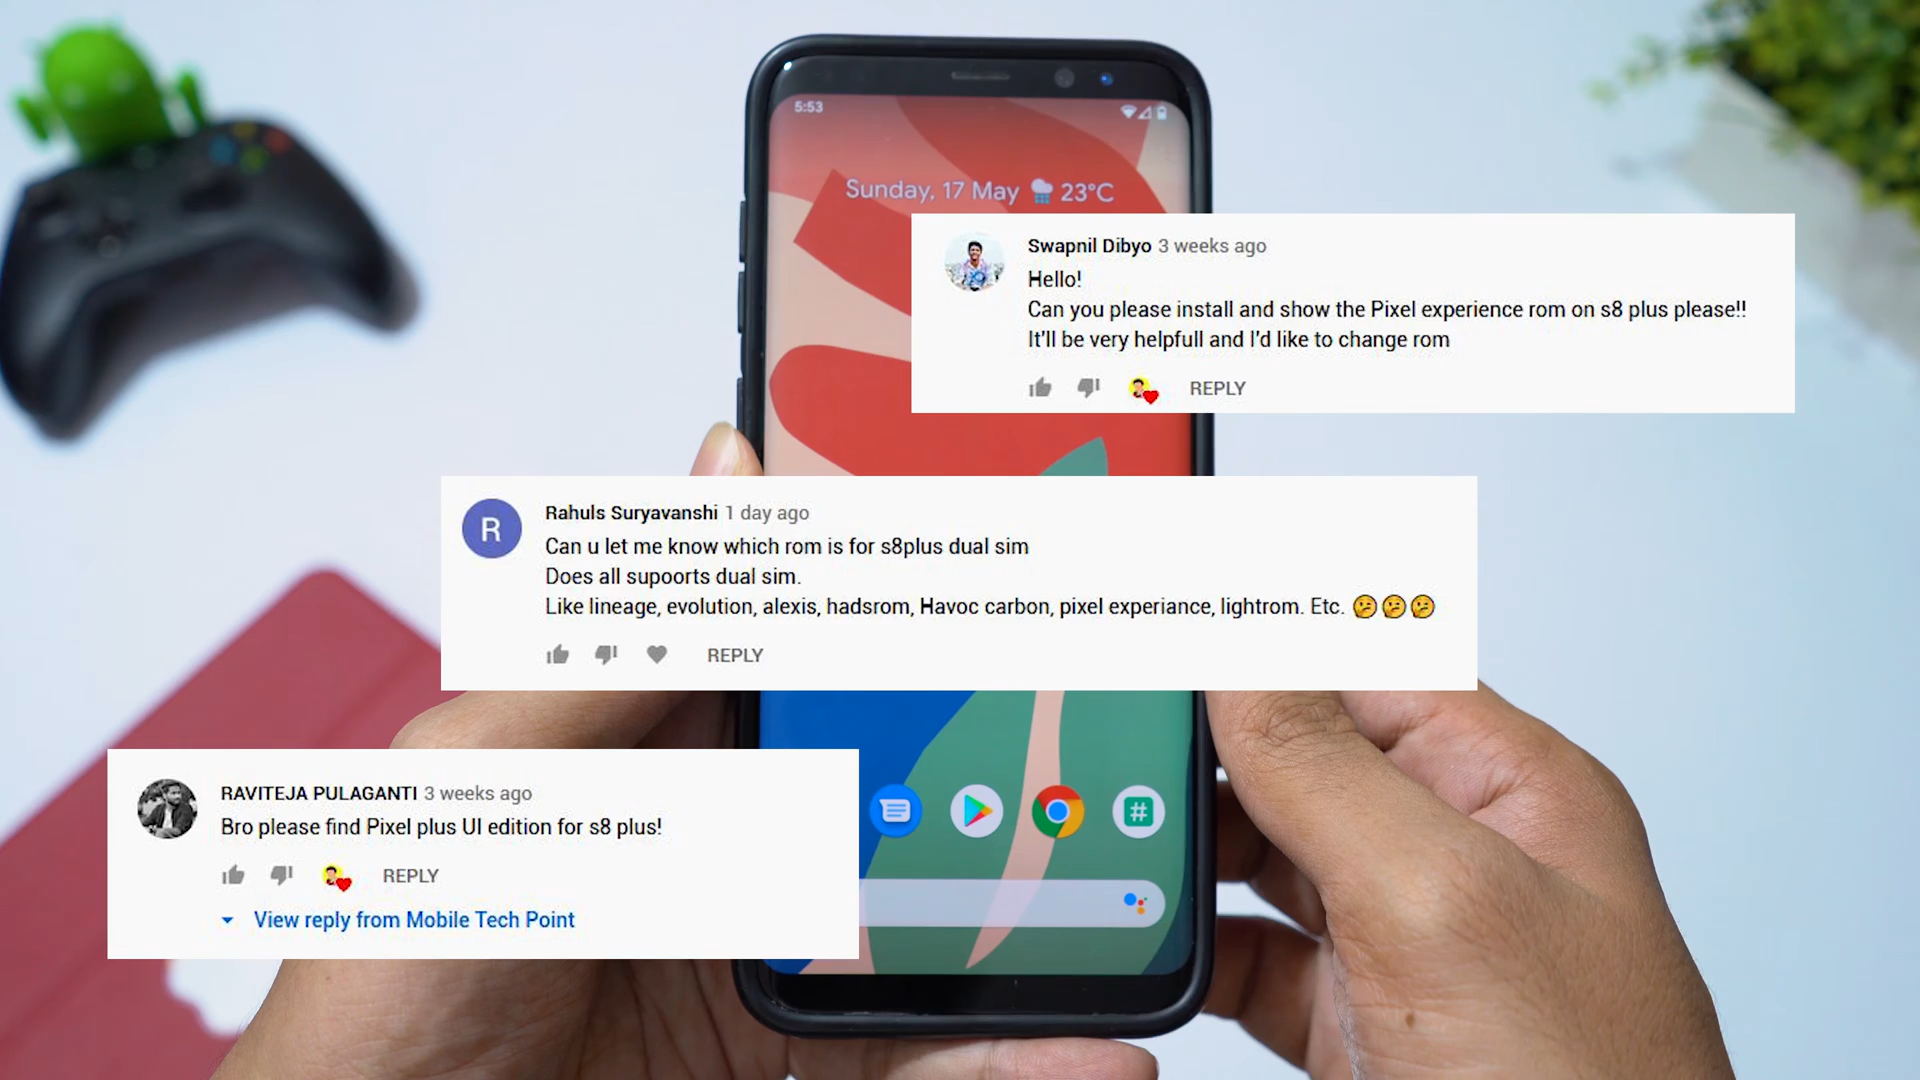 5:53
Sunday, 17 May 23°C
Swapnil Dibyo 3 weeks ago
Hello!
Can you please install and show the Pixel experience rom on s8 plus please!!
It'll be very helpfull and I'd like to change rom
REPLY
R
Rahuls Suryavanshi 1 day ago
Can u let me know which rom is for s8plus dual sim
Does all supoorts dual sim.
Like lineage, evolution, alexis, hadsrom, Havoc carbon, pixel experiance, lightrom. Etc. 🤔🤔🤔
REPLY
RAVITEJA PULAGANTI 3 weeks ago
Bro please find Pixel plus UI edition for s8 plus!
REPLY
View reply from Mobile Tech Point
#